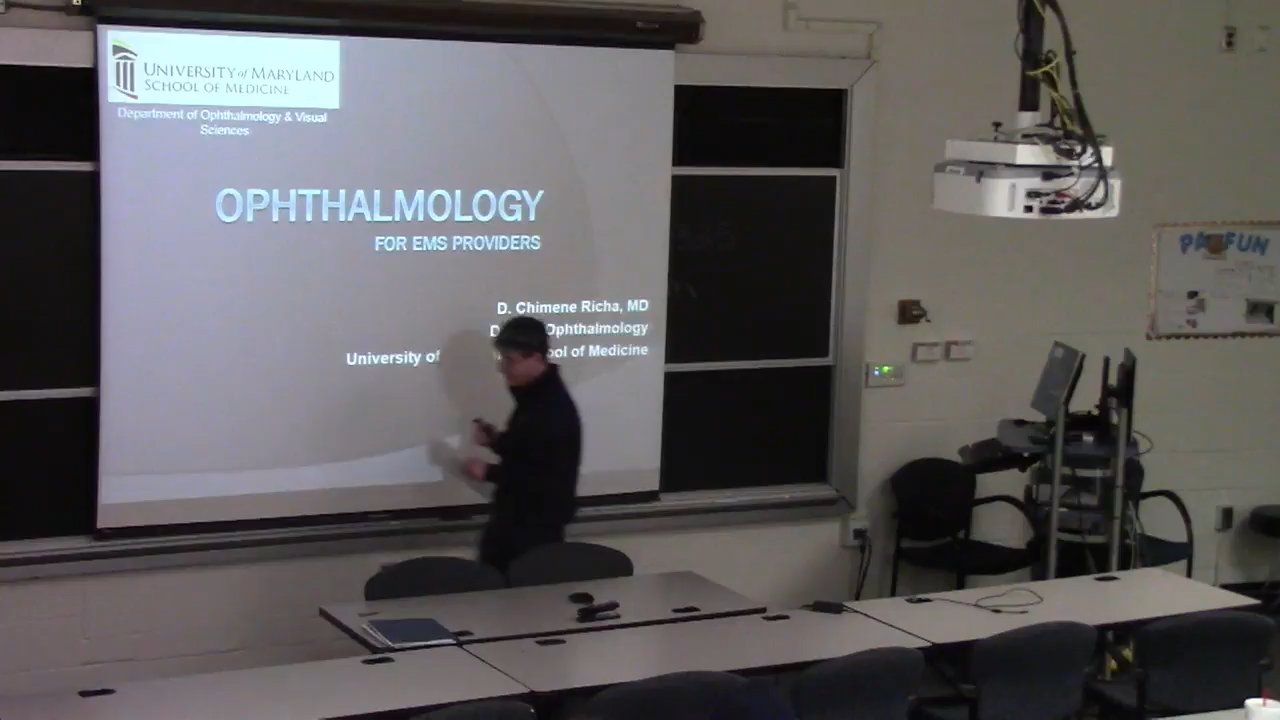 UNIVERSITY of MARYLAND
SCHOOL OF MEDICINE
Department of Ophthalmology & Visual
Sciences
OPHTHALMOLOGY
FOR EMS PROVIDERS
D. Chimene Richa, MD
D Ophthalmology
University of ool of Medicine
FUN